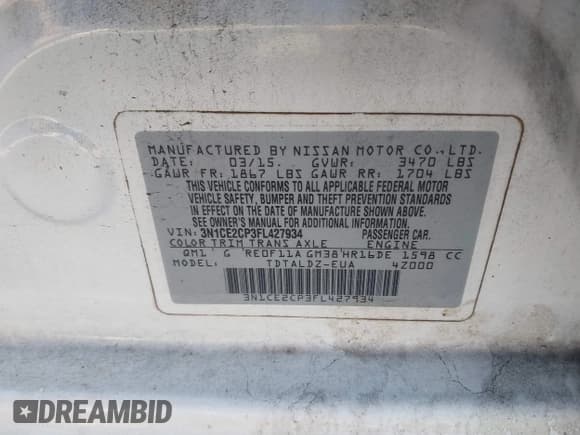 MANUFACTURED BY NISSAN MOTOR CO.,LTD.
DATE: 03/15 GVWR: 3470 LBS
GAWR FR: 1867 LBS GAWR RR: 1704 LBS
THIS VEHICLE CONFORMS TO ALL APPLICABLE FEDERAL MOTOR
VEHICLE SAFETY, BUMPER AND THEFT PREVENTION STANDARDS
IN EFFECT ON THE DATE OF MANUFACTURE SHOWN ABOVE.
SEE OWNER'S MANUAL FOR ADDITIONAL INFORMATION.
VIN: 3N1CE2CP3FL427934 PASSENGER CAR.
COLOR TRIM TRANS AXLE ENGINE
QM1 G RE0F11A GM38 HR16DE 1598 CC
MODEL: TDTALDZ-EUA 4Z000
3N1CE2CP3FL427934
DREAMBID